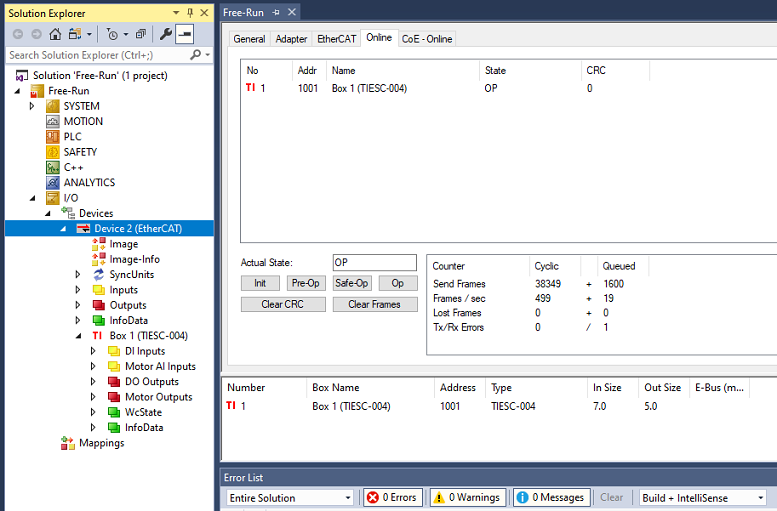 Solution Explorer
Search Solution Explorer (Ctrl+;)
Solution 'Free-Run' (1 project)
Free-Run
SYSTEM
MOTION
PLC
SAFETY
C++
ANALYTICS
I/O
Devices
Device 2 (EtherCAT)
Image
Image-Info
SyncUnits
Inputs
Outputs
InfoData
TI Box 1 (TIESC-004)
DI Inputs
Motor AI Inputs
DO Outputs
Motor Outputs
WcState
InfoData
Mappings
Free-Run
General Adapter EtherCAT Online CoE - Online
No Addr Name State CRC
TI 1 1001 Box 1 (TIESC-004) OP 0
Actual State: OP
Init Pre-Op Safe-Op Op
Clear CRC Clear Frames
Counter Cyclic Queued
Send Frames 38349 + 1600
Frames / sec 499 + 19
Lost Frames 0 + 0
Tx/Rx Errors 0 / 1
Number Box Name Address Type In Size Out Size E-Bus (m...
TI 1 Box 1 (TIESC-004) 1001 TIESC-004 7.0 5.0
Error List
Entire Solution 0 Errors 0 Warnings 0 Messages Clear Build + IntelliSense